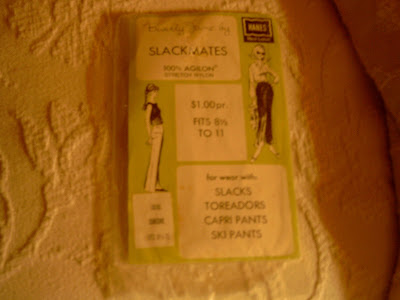 HANES
SLACKMATES
100% AGILON®
STRETCH NYLON
$1.00 pr.
FITS 8½
TO 11
for wear with:
SLACKS
TOREADORS
CAPRI PANTS
SKI PANTS